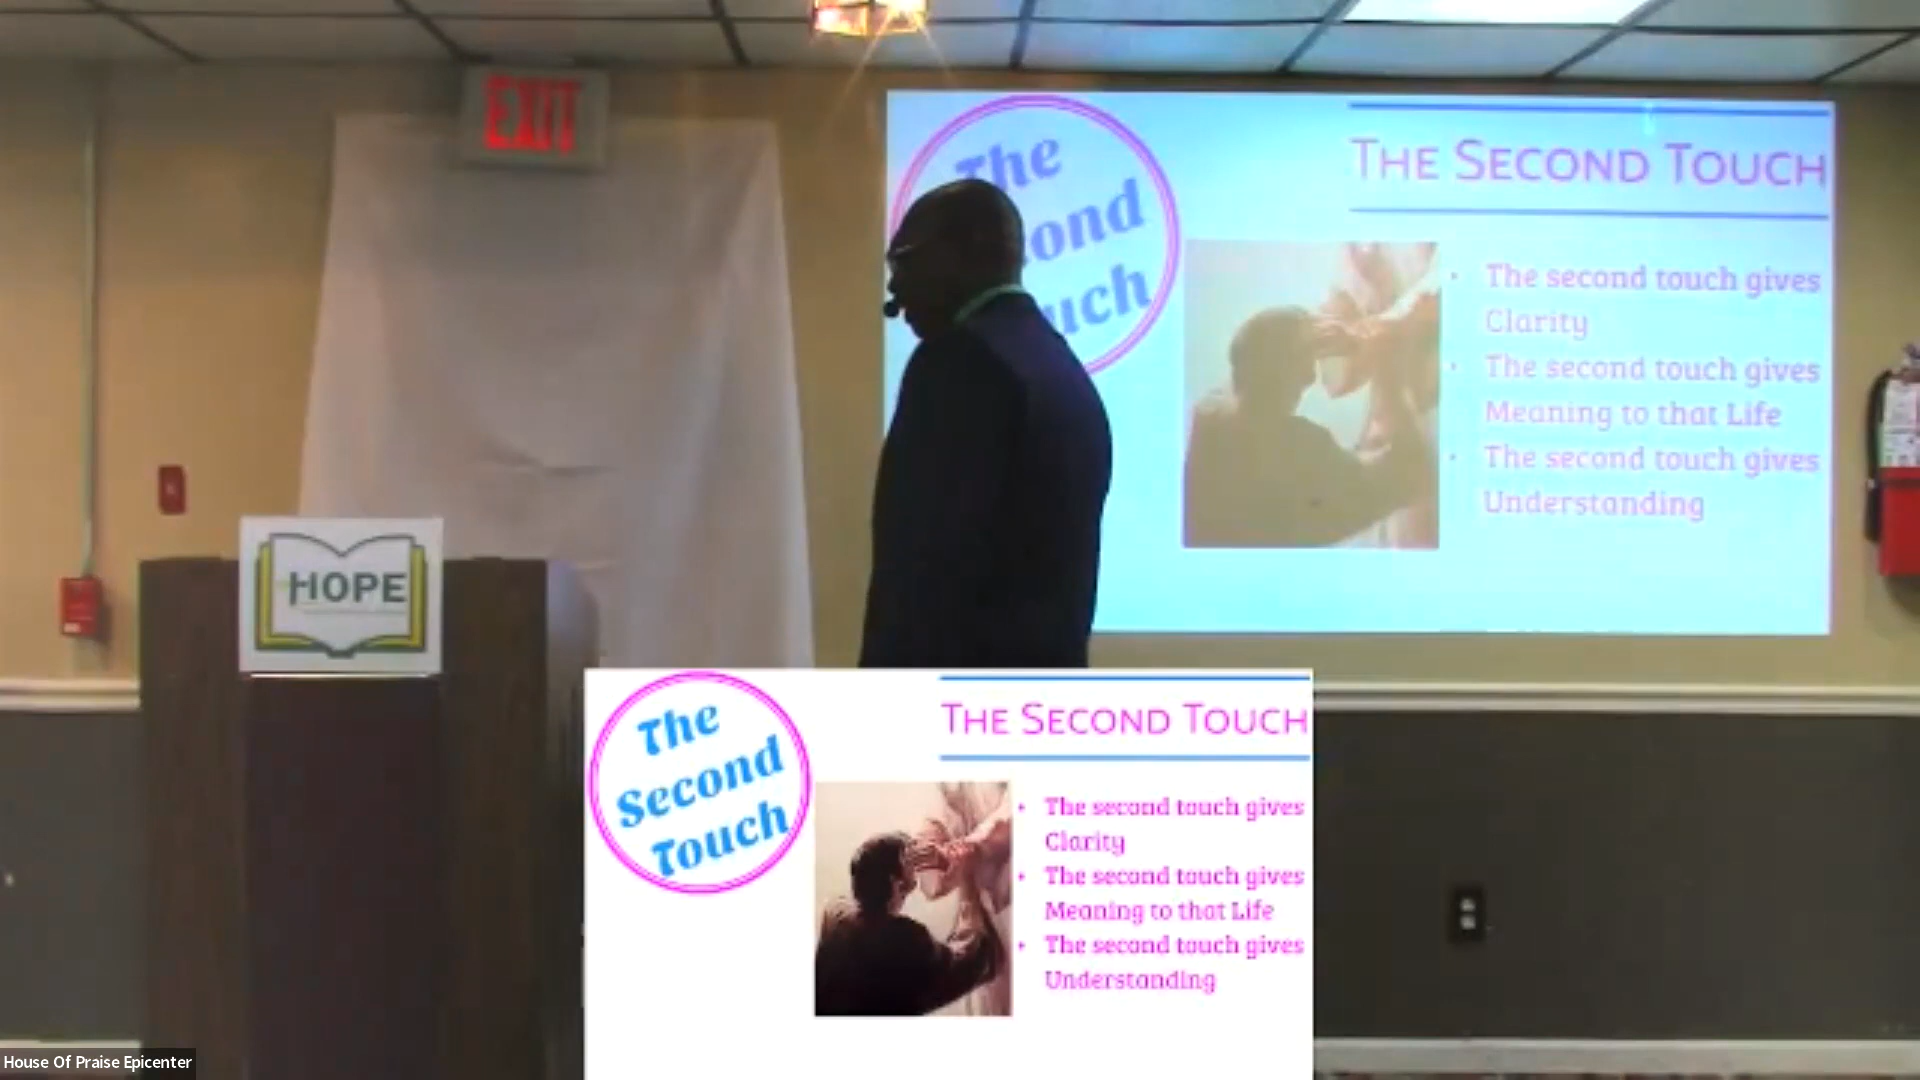 EXIT
The
ond
uch
THE SECOND TOUCH
• The second touch gives
Clarity
• The second touch gives
Meaning to that Life
• The second touch gives
Understanding
HOPE
The
Second
Touch
THE SECOND TOUCH
• The second touch gives
Clarity
• The second touch gives
Meaning to that Life
• The second touch gives
Understanding
House Of Praise Epicenter